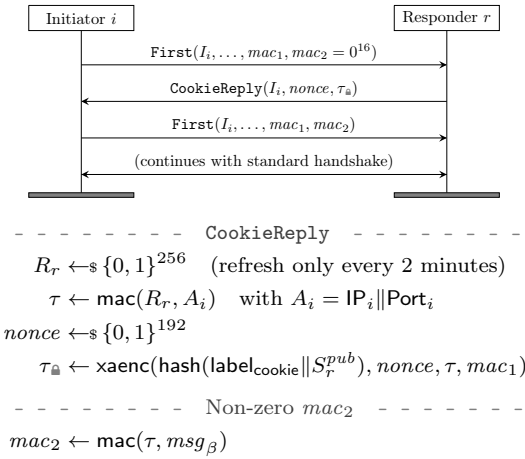 Initiator i
Responder r
First(I_i, . . . , mac_1, mac_2 = 0^16)
CookieReply(I_i, nonce, τ_🔒)
First(I_i, . . . , mac_1, mac_2)
(continues with standard handshake)
CookieReply
R_r ←$ {0, 1}^256 (refresh only every 2 minutes)
τ ← mac(R_r, A_i) with A_i = IP_i‖Port_i
nonce ←$ {0, 1}^192
τ_🔒 ← xaenc(hash(label_cookie‖S_r^pub), nonce, τ, mac_1)
Non-zero mac_2
mac_2 ← mac(τ, msg_β)